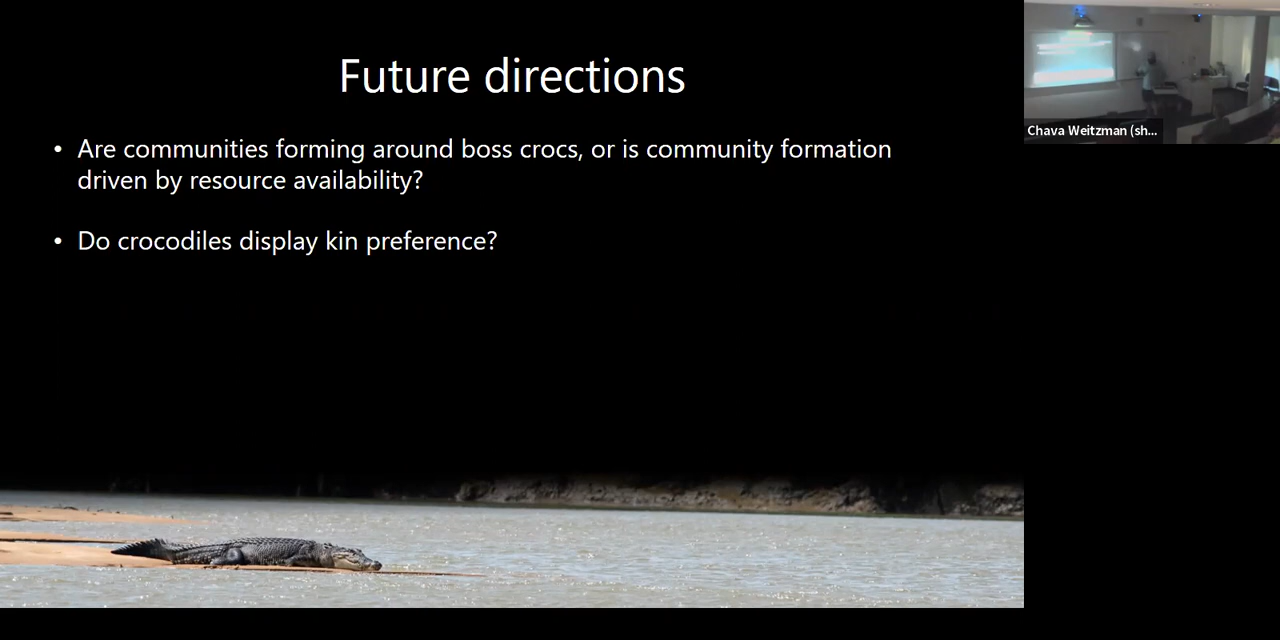 Future directions
• Are communities forming around boss crocs, or is community formation
driven by resource availability?
• Do crocodiles display kin preference?
Chava Weitzman (sh...